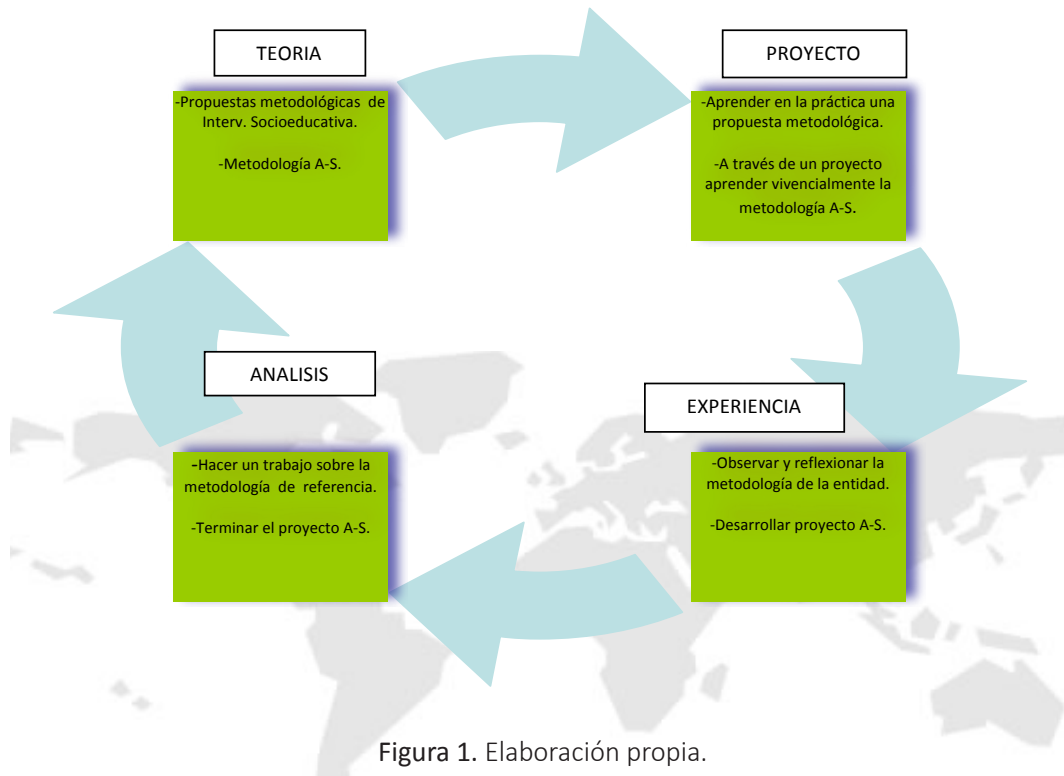 TEORIA
-Propuestas metodológicas de
Interv. Socioeducativa.
-Metodología A-S.
PROYECTO
-Aprender en la práctica una
propuesta metodológica.
-A través de un proyecto
aprender vivencialmente la
metodología A-S.
EXPERIENCIA
-Observar y reflexionar la
metodología de la entidad.
-Desarrollar proyecto A-S.
ANALISIS
-Hacer un trabajo sobre la
metodología de referencia.
-Terminar el proyecto A-S.
Figura 1. Elaboración propia.